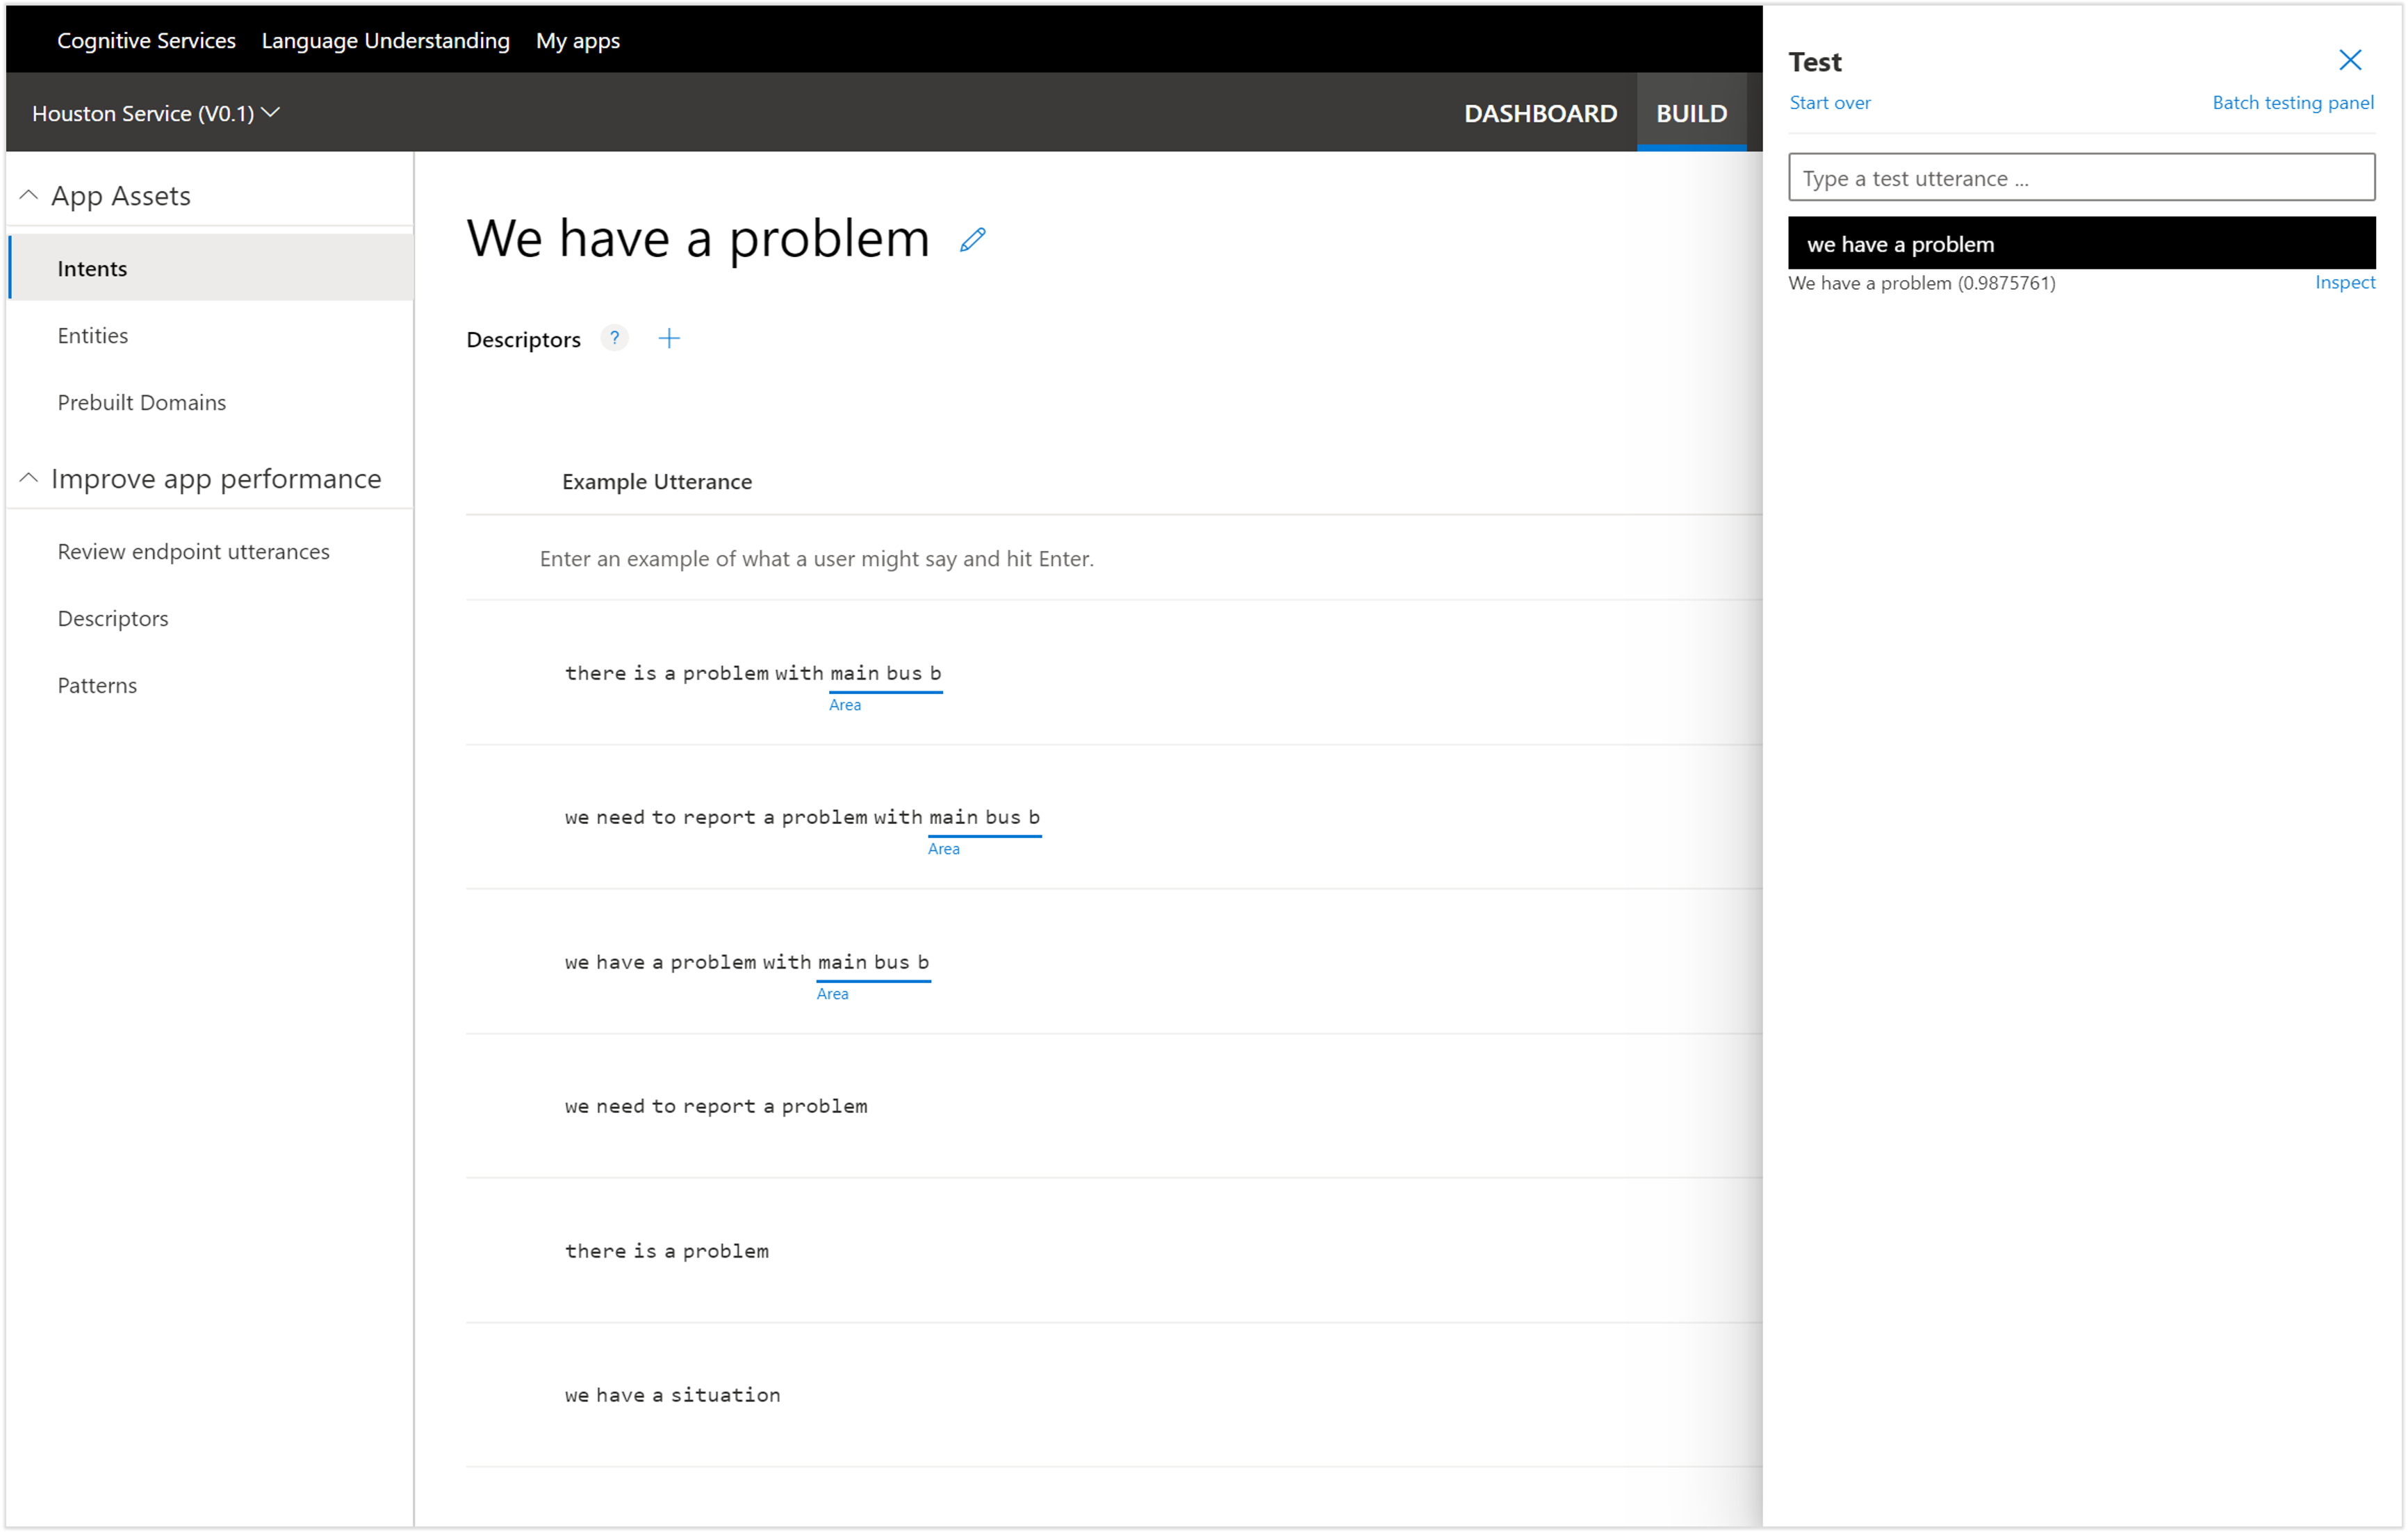 Cognitive Services Language Understanding My apps
Houston Service (V0.1)
DASHBOARD BUILD
App Assets
Intents
Entities
Prebuilt Domains
Improve app performance
Review endpoint utterances
Descriptors
Patterns
We have a problem
Descriptors ?
Example Utterance
Enter an example of what a user might say and hit Enter.
there is a problem with main bus b
Area
we need to report a problem with main bus b
Area
we have a problem with main bus b
Area
we need to report a problem
there is a problem
we have a situation
Test
Start over Batch testing panel
Type a test utterance ...
we have a problem
We have a problem (0.9875761) Inspect